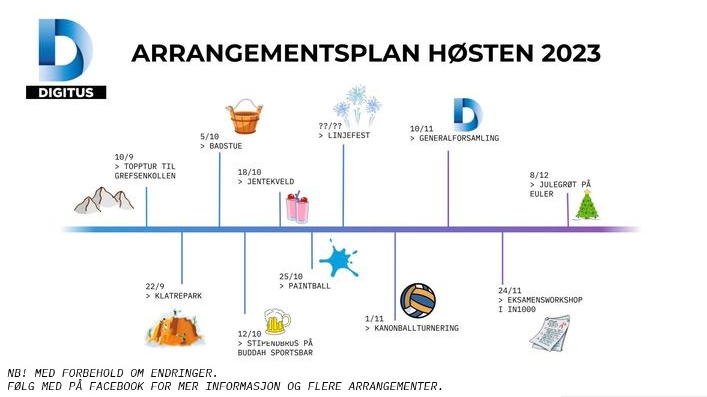 DIGITUS
ARRANGEMENTSPLAN HØSTEN 2023
10/9
> TOPPTUR TIL
GREFSENKOLLEN
5/10
> BADSTUE
18/10
> JENTEKVELD
??/??
> LINJEFEST
10/11
> GENERALFORSAMLING
8/12
> JULEGRØT PÅ
EULER
22/9
> KLATREPARK
12/10
> STIPENDBRUS PÅ
BUDDAH SPORTSBAR
25/10
> PAINTBALL
1/11
> KANONBALLTURNERING
24/11
> EKSAMENSWORKSHOP
I IN1000
NB! MED FORBEHOLD OM ENDRINGER.
FØLG MED PÅ FACEBOOK FOR MER INFORMASJON OG FLERE ARRANGEMENTER.